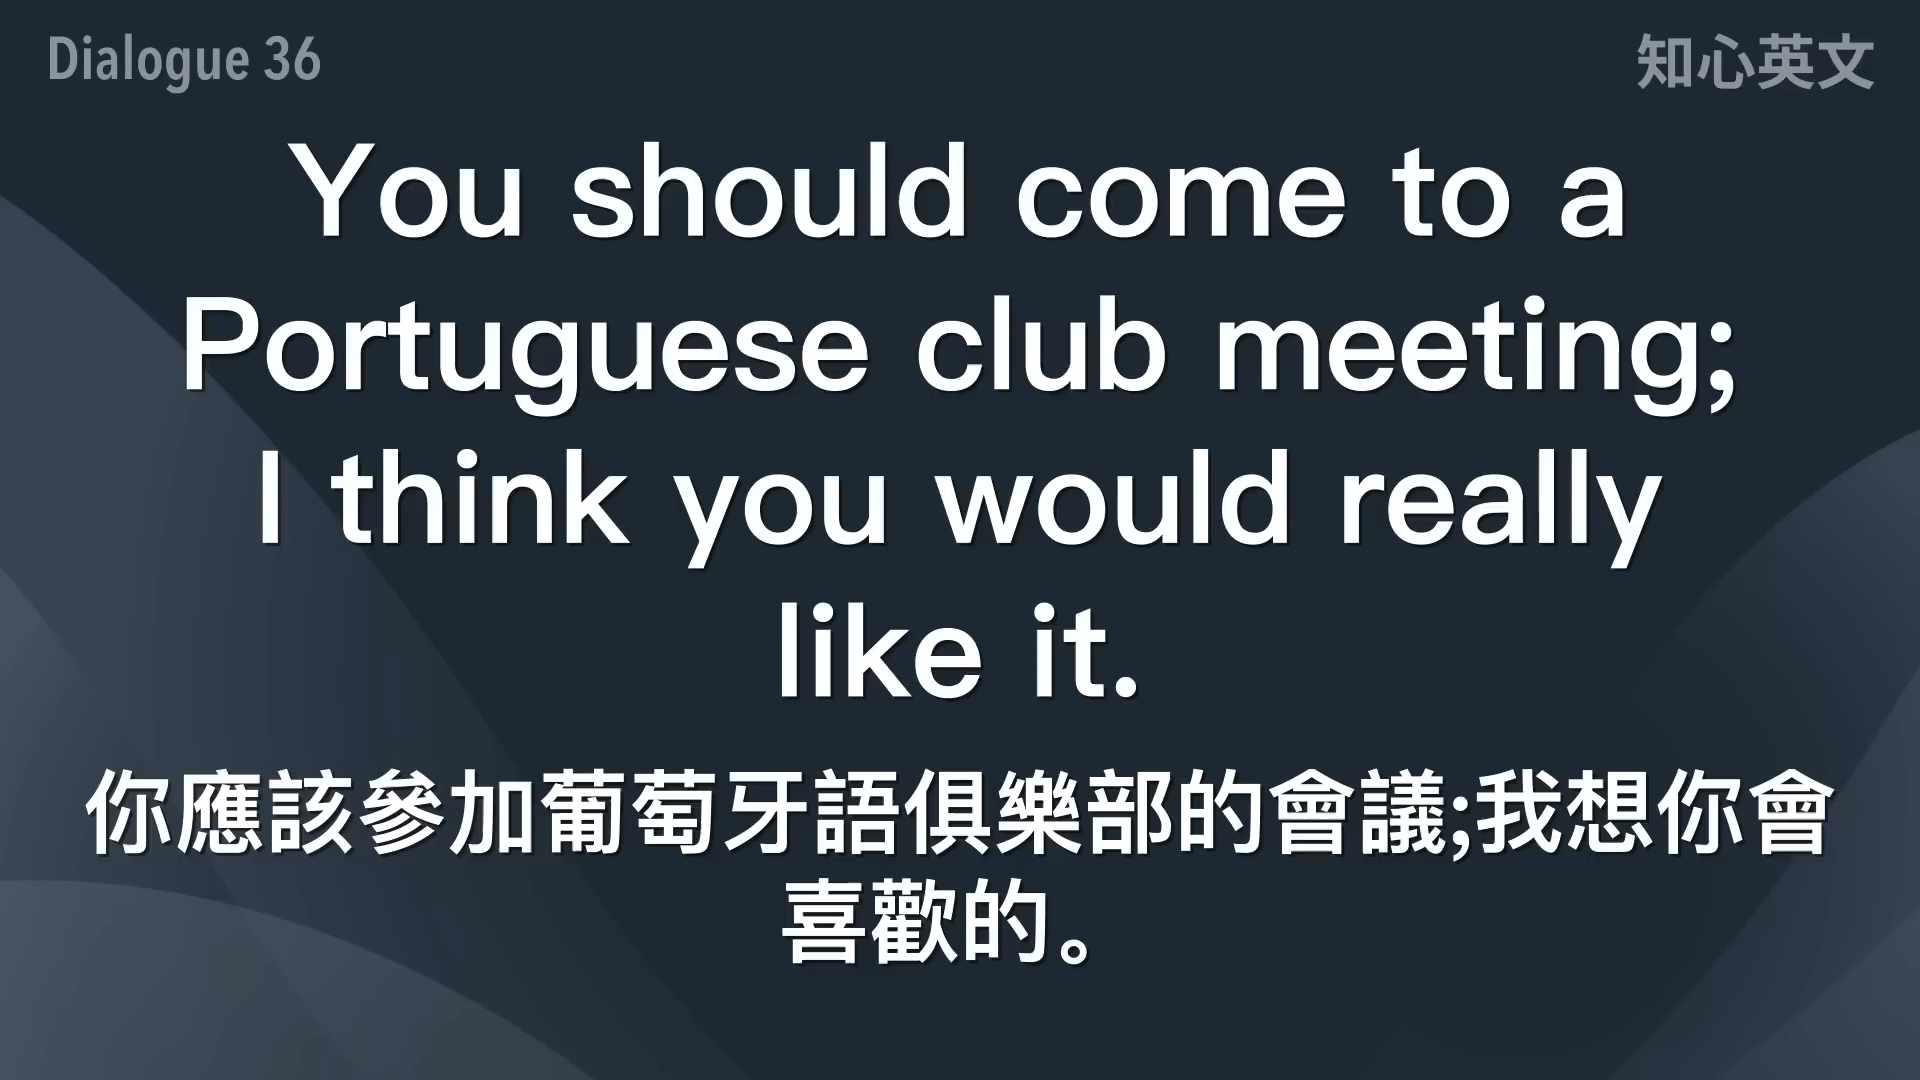 Dialogue 36
知心英文
You should come to a
Portuguese club meeting;
I think you would really
like it.
你應該參加葡萄牙語俱樂部的會議;我想你會
喜歡的。